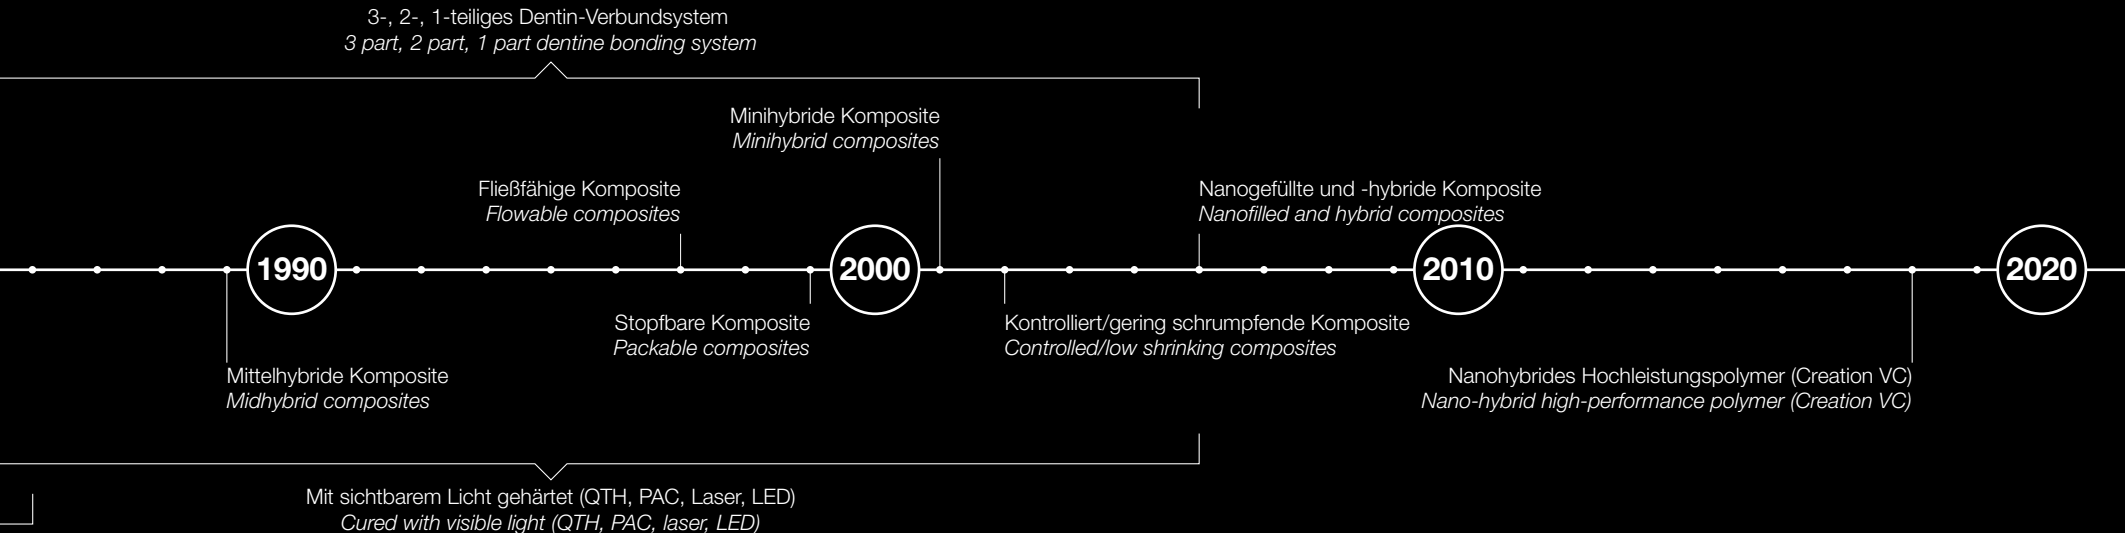 3-, 2-, 1-teiliges Dentin-Verbundsystem
3 part, 2 part, 1 part dentine bonding system
Minihybride Komposite
Minihybrid composites
Fließfähige Komposite
Flowable composites
Nanogefüllte und -hybride Komposite
Nanofilled and hybrid composites
1990
2000
2010
2020
Stopfbare Komposite
Packable composites
Kontrolliert/gering schrumpfende Komposite
Controlled/low shrinking composites
Mittelhybride Komposite
Midhybrid composites
Nanohybrides Hochleistungspolymer (Creation VC)
Nano-hybrid high-performance polymer (Creation VC)
Mit sichtbarem Licht gehärtet (QTH, PAC, Laser, LED)
Cured with visible light (QTH, PAC, laser, LED)